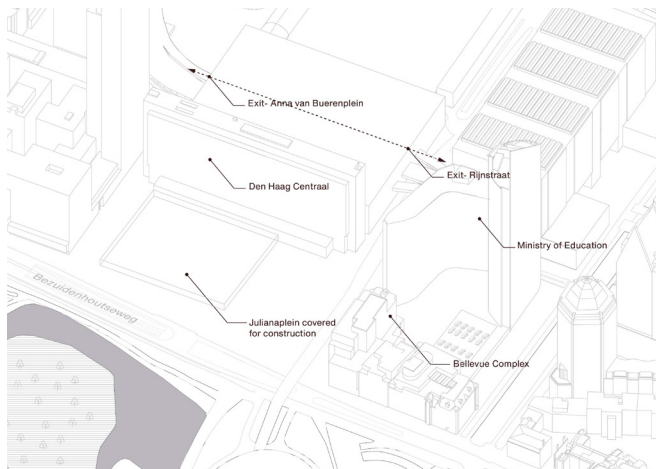 Exit- Anna van Buerenplein
Exit- Rijnstraat
Den Haag Centraal
Ministry of Education
Bezuidenhoutseweg
Julianaplein covered
for construction
Bellevue Complex